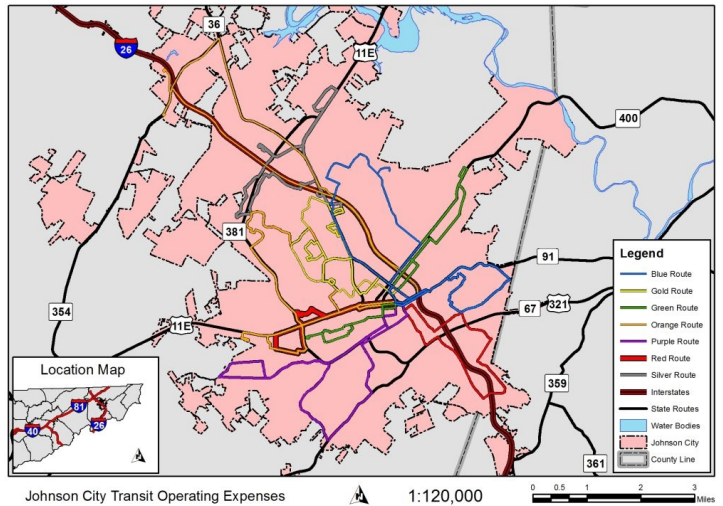 36
26
11E
400
381
91
67
321
354
11E
359
361
Legend
Blue Route
Gold Route
Green Route
Orange Route
Purple Route
Red Route
Silver Route
Interstates
State Routes
Water Bodies
Johnson City
County Line
Location Map
81
40
26
Johnson City Transit Operating Expenses
1:120,000
0 0.5 1 2 3
Miles